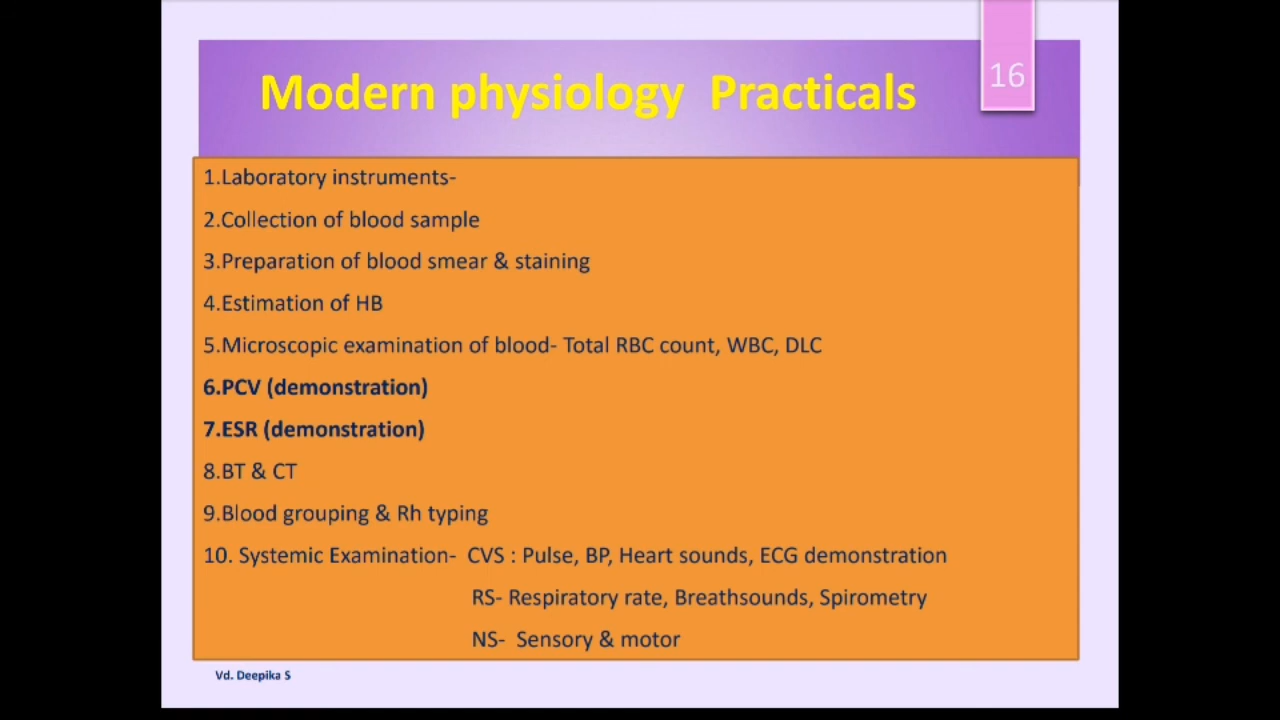 16
Modern physiology Practicals
1.Laboratory instruments-
2.Collection of blood sample
3.Preparation of blood smear & staining
4.Estimation of HB
5.Microscopic examination of blood- Total RBC count, WBC, DLC
6.PCV (demonstration)
7.ESR (demonstration)
8.BT & CT
9.Blood grouping & Rh typing
10. Systemic Examination- CVS : Pulse, BP, Heart sounds, ECG demonstration
RS- Respiratory rate, Breathsounds, Spirometry
NS- Sensory & motor
Vd. Deepika S